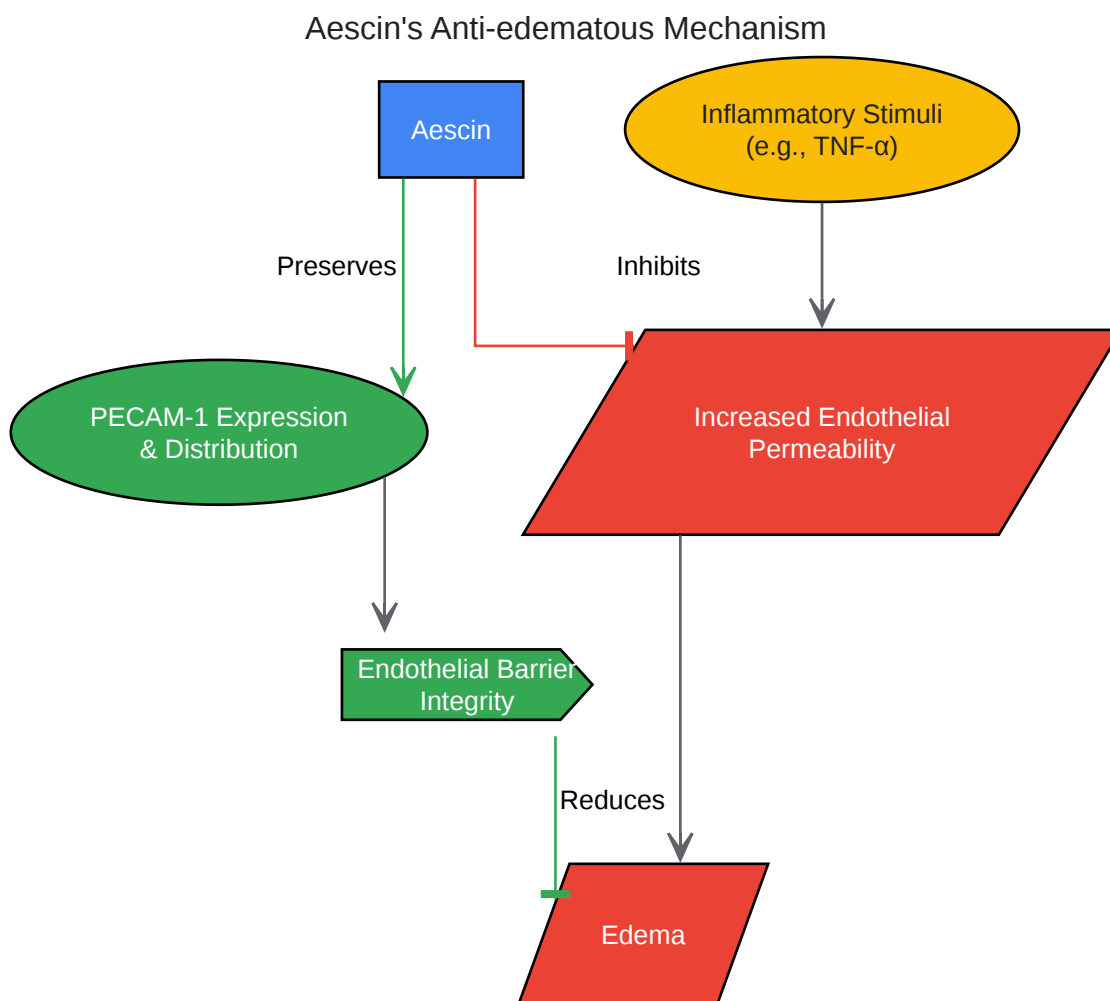 Aescin's Anti-edematous Mechanism
Aescin
Inflammatory Stimuli
(e.g., TNF-α)
Preserves
Inhibits
PECAM-1 Expression
& Distribution
Increased Endothelial
Permeability
Endothelial Barrier
Integrity
Reduces
Edema